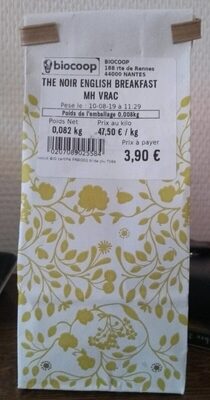 biocoop
BIOCOOP
188 rte de Rennes
44000 NANTES
THE NOIR ENGLISH BREAKFAST
MH VRAC
Pesé le : 10-08-19 à 11:29
Poids de l'emballage 0,008kg
Poids Net Prix au kilo
0,082 kg 47,50 € / kg
Prix à payer
3,90 €
0207089025584